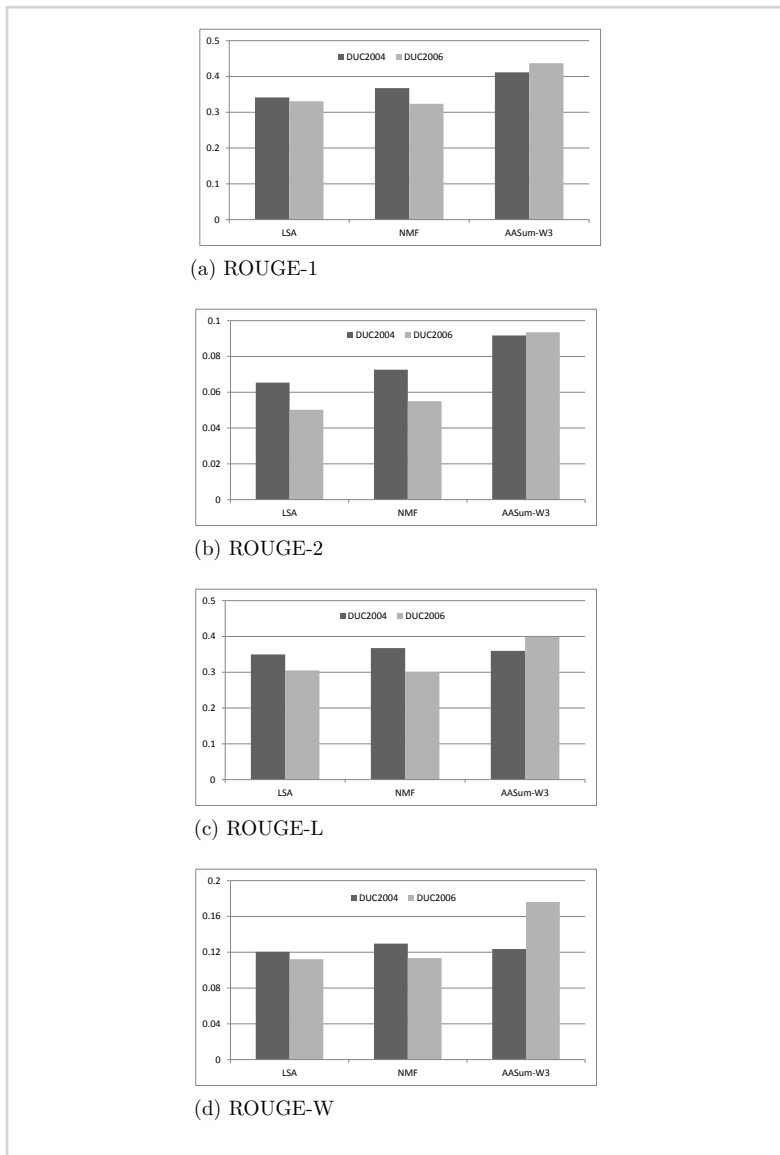 0.5
DUC2004 DUC2006
0.4
0.3
0.2
0.1
0
LSA NMF AASum-W3
(a) ROUGE-1
0.1
DUC2004 DUC2006
0.08
0.06
0.04
0.02
0
LSA NMF AASum-W3
(b) ROUGE-2
0.5
DUC2004 DUC2006
0.4
0.3
0.2
0.1
0
LSA NMF AASum-W3
(c) ROUGE-L
0.2
DUC2004 DUC2006
0.16
0.12
0.08
0.04
0
LSA NMF AASum-W3
(d) ROUGE-W